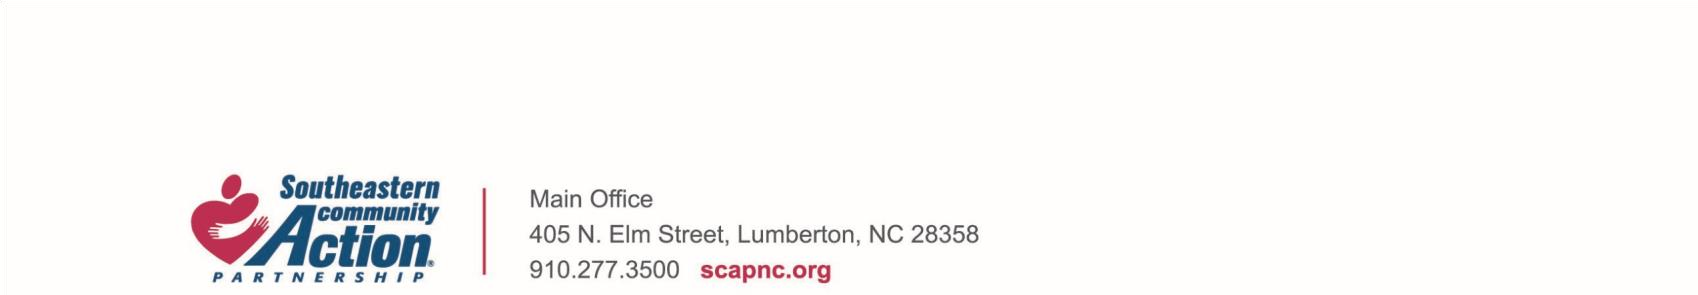 Southeastern
community
Action®
PARTNERSHIP
Main Office
405 N. Elm Street, Lumberton, NC 28358
910.277.3500 scapnc.org